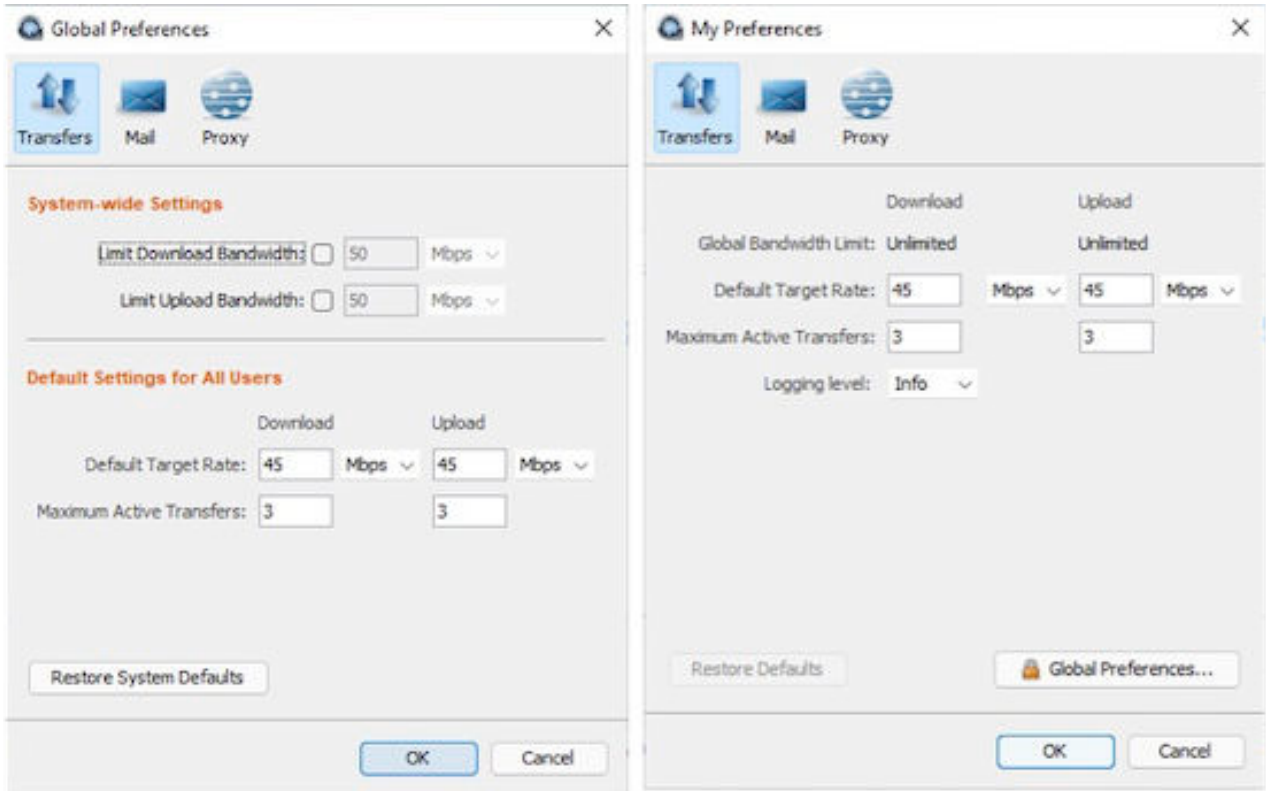 Global Preferences
Transfers Mail Proxy
System-wide Settings
Limit Download Bandwidth: 50 Mbps
Limit Upload Bandwidth: 50 Mbps
Default Settings for All Users
Download Upload
Default Target Rate: 45 Mbps 45 Mbps
Maximum Active Transfers: 3 3
Restore System Defaults
OK Cancel
My Preferences
Transfers Mail Proxy
Download Upload
Global Bandwidth Limit: Unlimited Unlimited
Default Target Rate: 45 Mbps 45 Mbps
Maximum Active Transfers: 3 3
Logging level: Info
Restore Defaults Global Preferences...
OK Cancel